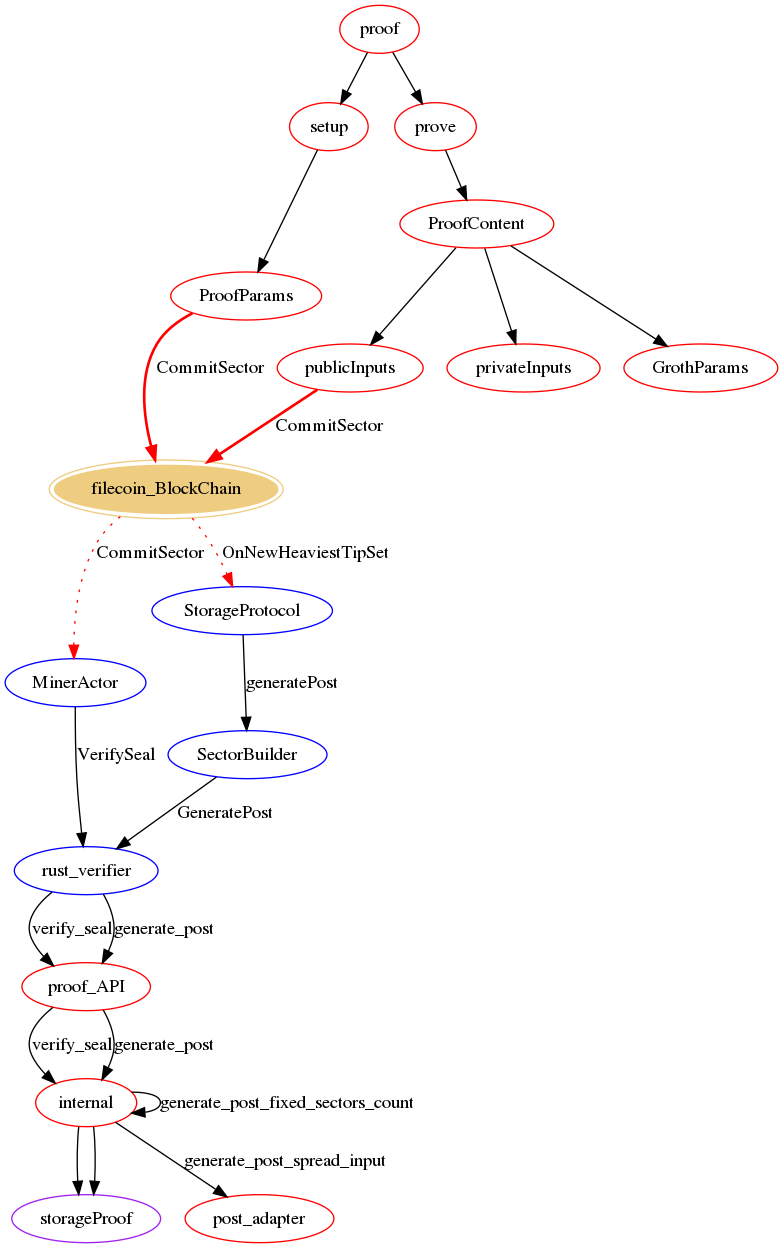 proof
setup
prove
ProofContent
ProofParams
CommitSector
publicInputs
privateInputs
GrothParams
CommitSector
filecoin_BlockChain
CommitSector
OnNewHeaviestTipSet
StorageProtocol
MinerActor
generatePost
VerifySeal
SectorBuilder
GeneratePost
rust_verifier
verify_seal
generate_post
proof_API
verify_seal
generate_post
internal
generate_post_fixed_sectors_count
generate_post_spread_input
storageProof
post_adapter